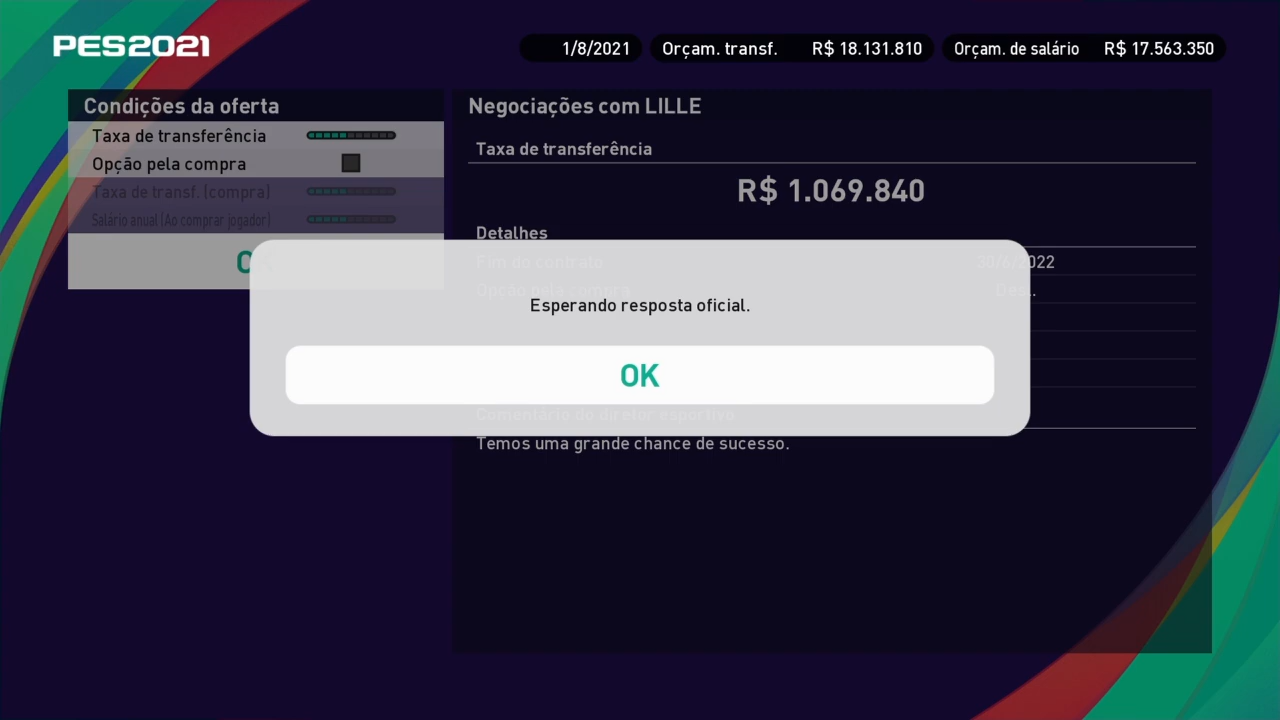 PES2021
1/8/2021 Orçam. transf. R$ 18.131.810 Orçam. de salário R$ 17.563.350
Condições da oferta
Taxa de transferência
Opção pela compra
Taxa de transf. (compra)
Salário anual (Ao comprar jogador)
Negociações com LILLE
Taxa de transferência
R$ 1.069.840
Detalhes
Fim do contrato 30/6/2022
Opção pela compra Des..
Esperando resposta oficial.
OK
Comentário do diretor esportivo
Temos uma grande chance de sucesso.